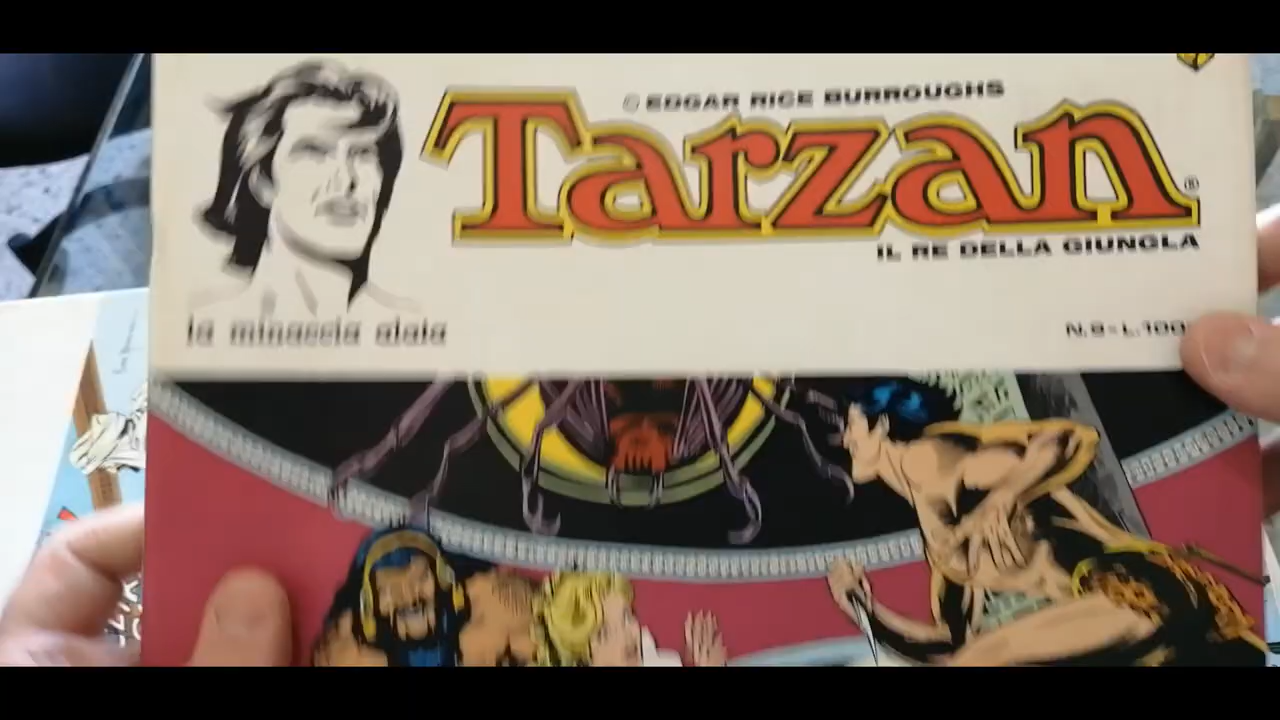 © EDGAR RICE BURROUGHS
Tarzan®
IL RE DELLA GIUNGLA
la minaccia alata